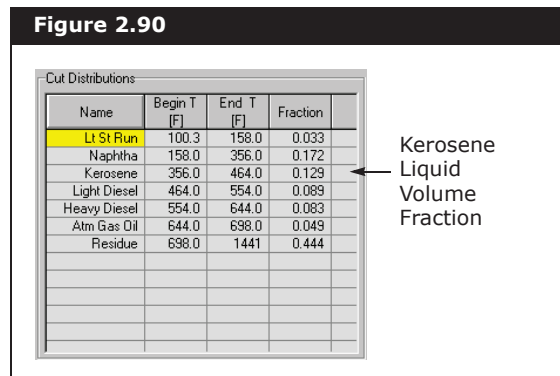 Figure 2.90
Cut Distributions
Name Begin T [F] End T [F] Fraction
Lt St Run 100.3 158.0 0.033
Naphtha 158.0 356.0 0.172
Kerosene 356.0 464.0 0.129
Light Diesel 464.0 554.0 0.089
Heavy Diesel 554.0 644.0 0.083
Atm Gas Oil 644.0 698.0 0.049
Residue 698.0 1441 0.444
Kerosene
Liquid
Volume
Fraction